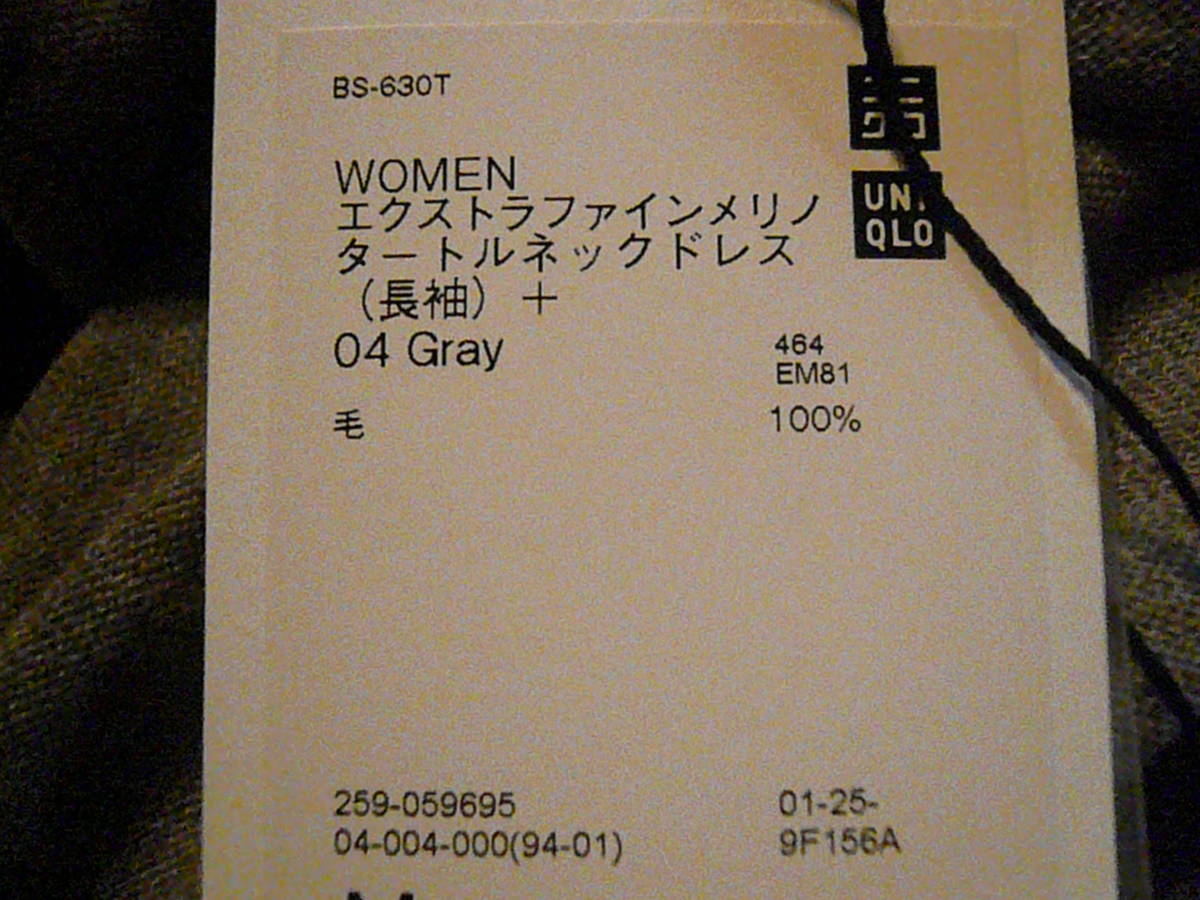 BS-630T
WOMEN
エクストラファインメリノ
タートルネックドレス
（長袖）＋
04 Gray
464
EM81
毛
100%
UNI
QLO
259-059695
04-004-000(94-01)
01-25-
9F156A
M